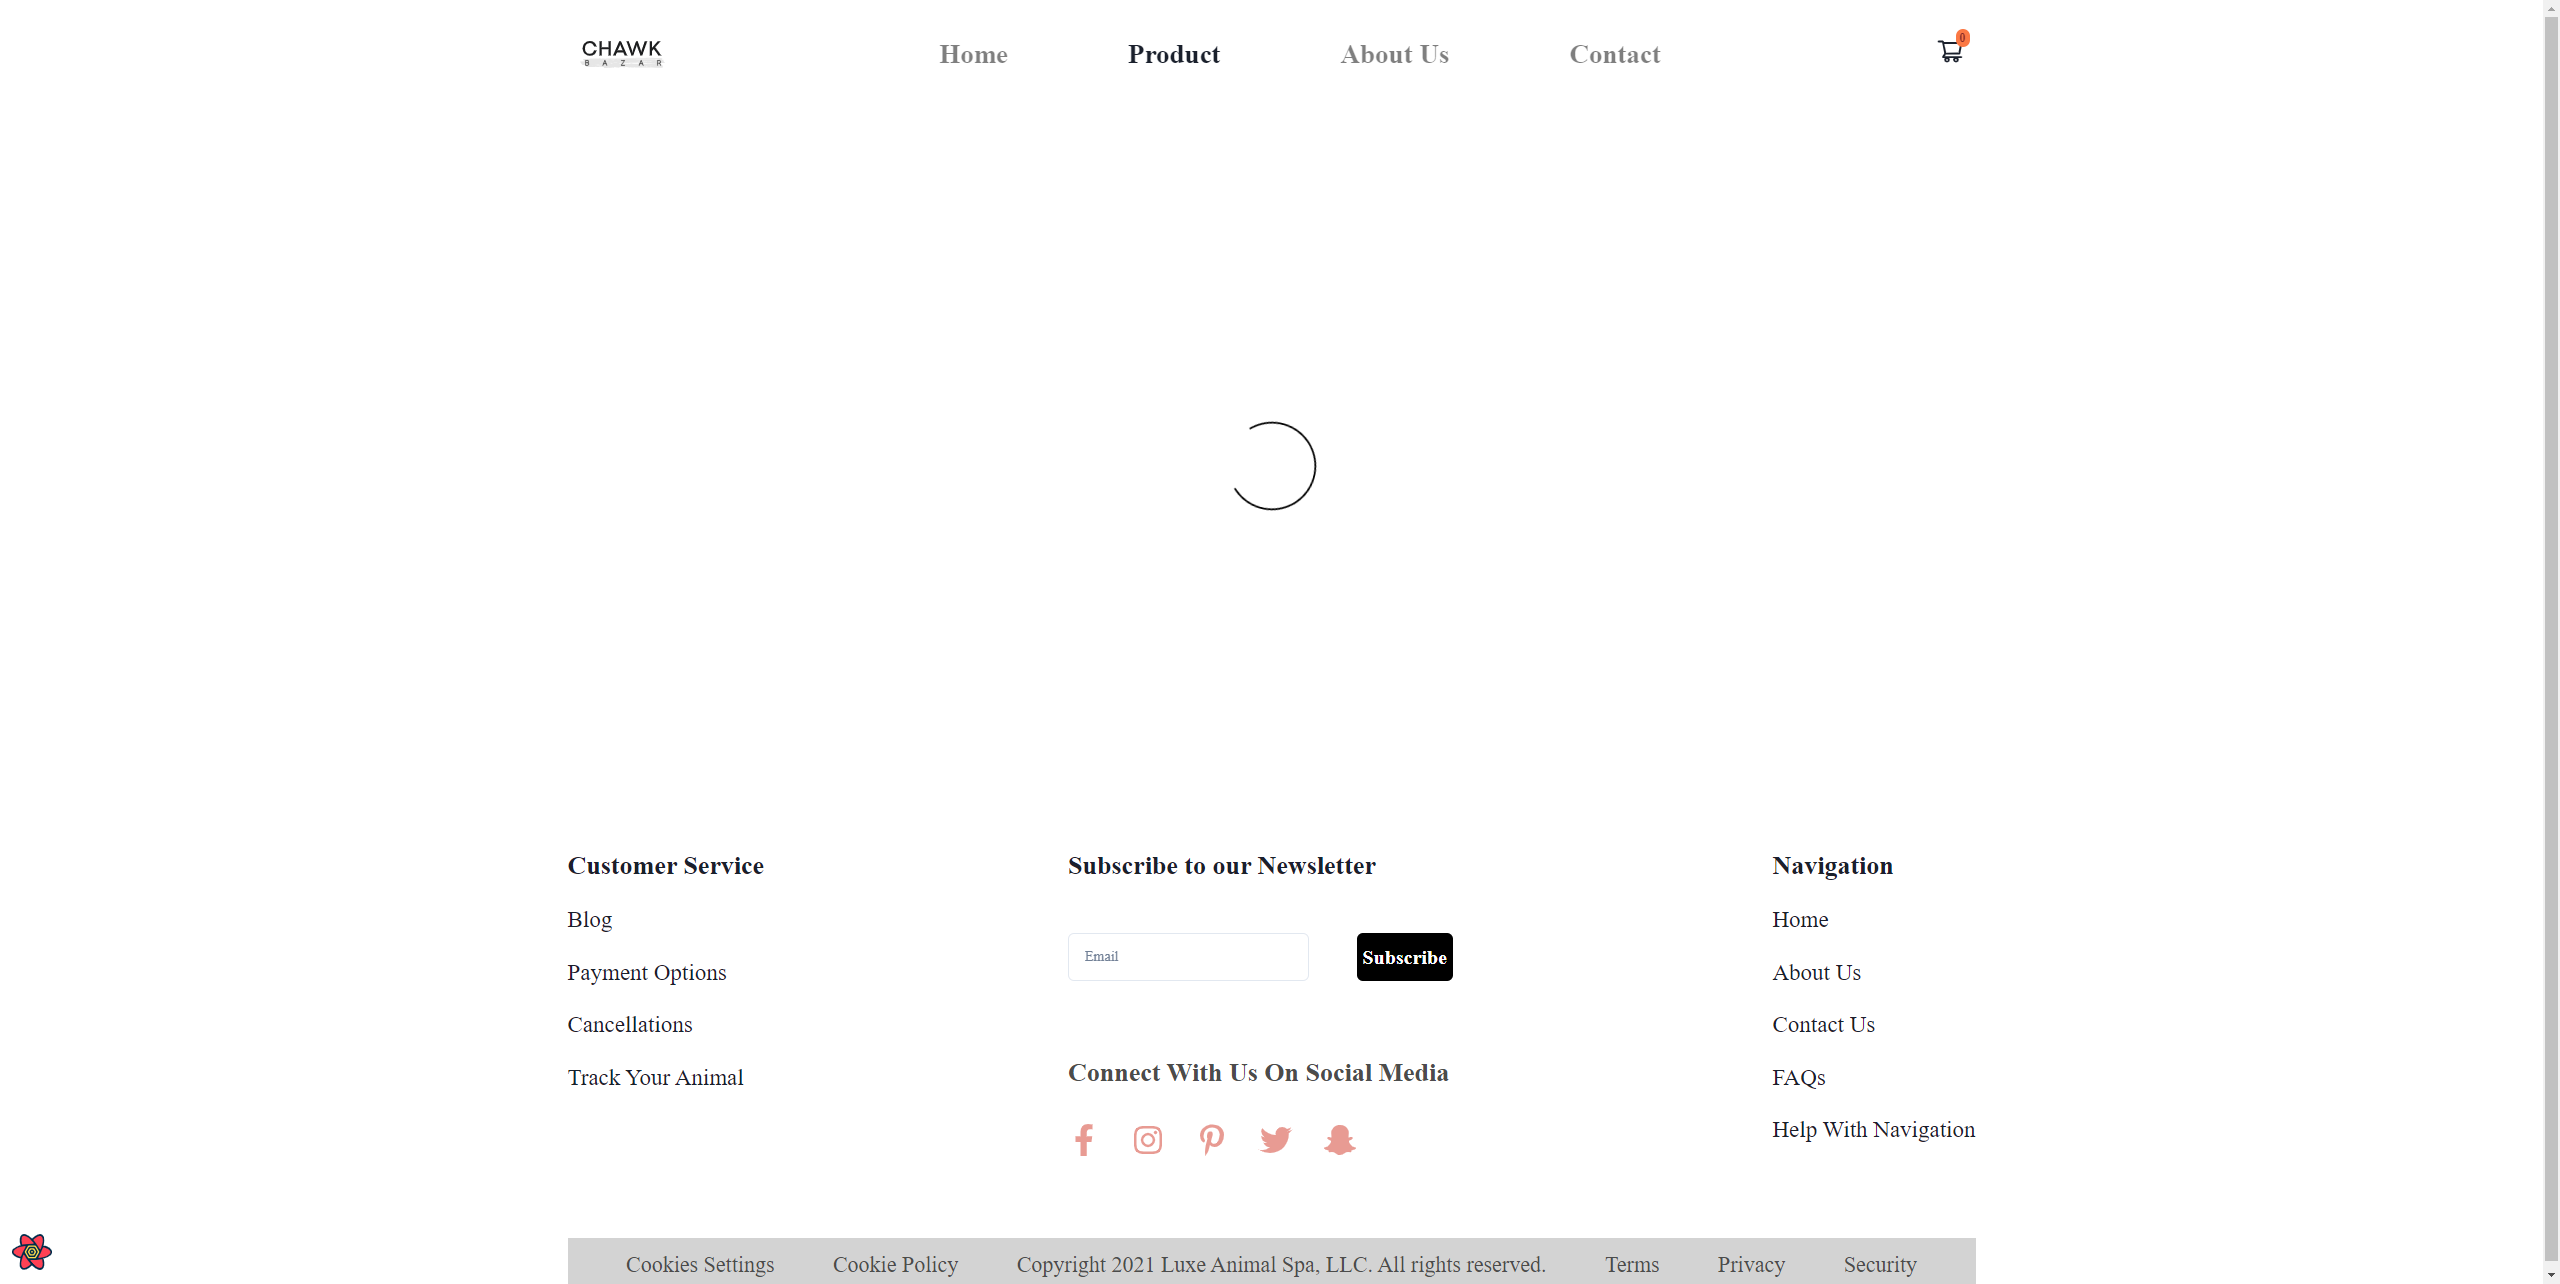 CHAWK
BAZAR
Home
Product
About Us
Contact
0
Customer Service
Blog
Payment Options
Cancellations
Track Your Animal
Subscribe to our Newsletter
Email
Subscribe
Connect With Us On Social Media
Navigation
Home
About Us
Contact Us
FAQs
Help With Navigation
Cookies Settings
Cookie Policy
Copyright 2021 Luxe Animal Spa, LLC. All rights reserved.
Terms
Privacy
Security